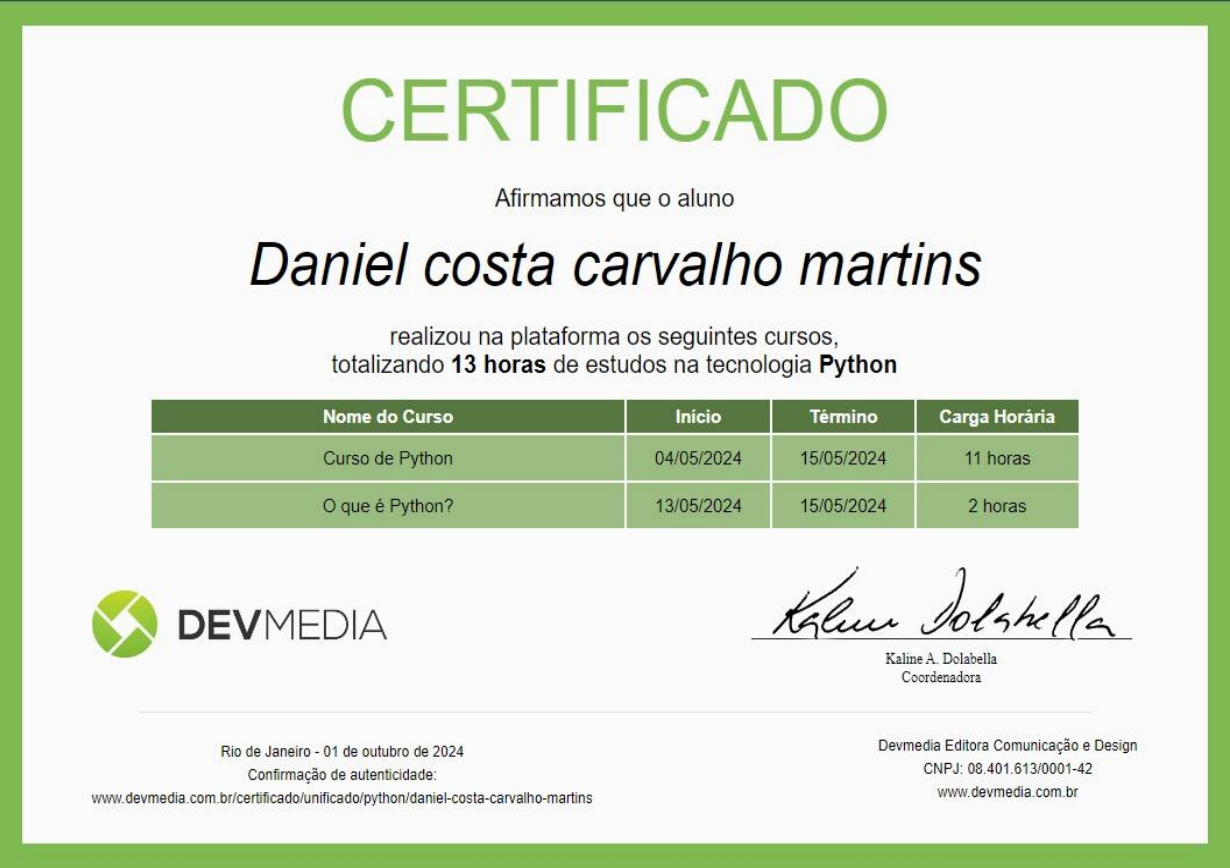 CERTIFICADO
Afirmamos que o aluno
Daniel costa carvalho martins
realizou na plataforma os seguintes cursos,
totalizando 13 horas de estudos na tecnologia Python
Nome do Curso Início Término Carga Horária
Curso de Python 04/05/2024 15/05/2024 11 horas
O que é Python? 13/05/2024 15/05/2024 2 horas
DEVMEDIA
Kaline Dolabella
Kaline A. Dolabella
Coordenadora
Rio de Janeiro - 01 de outubro de 2024
Confirmação de autenticidade:
www.devmedia.com.br/certificado/unificado/python/daniel-costa-carvalho-martins
Devmedia Editora Comunicação e Design
CNPJ: 08.401.613/0001-42
www.devmedia.com.br